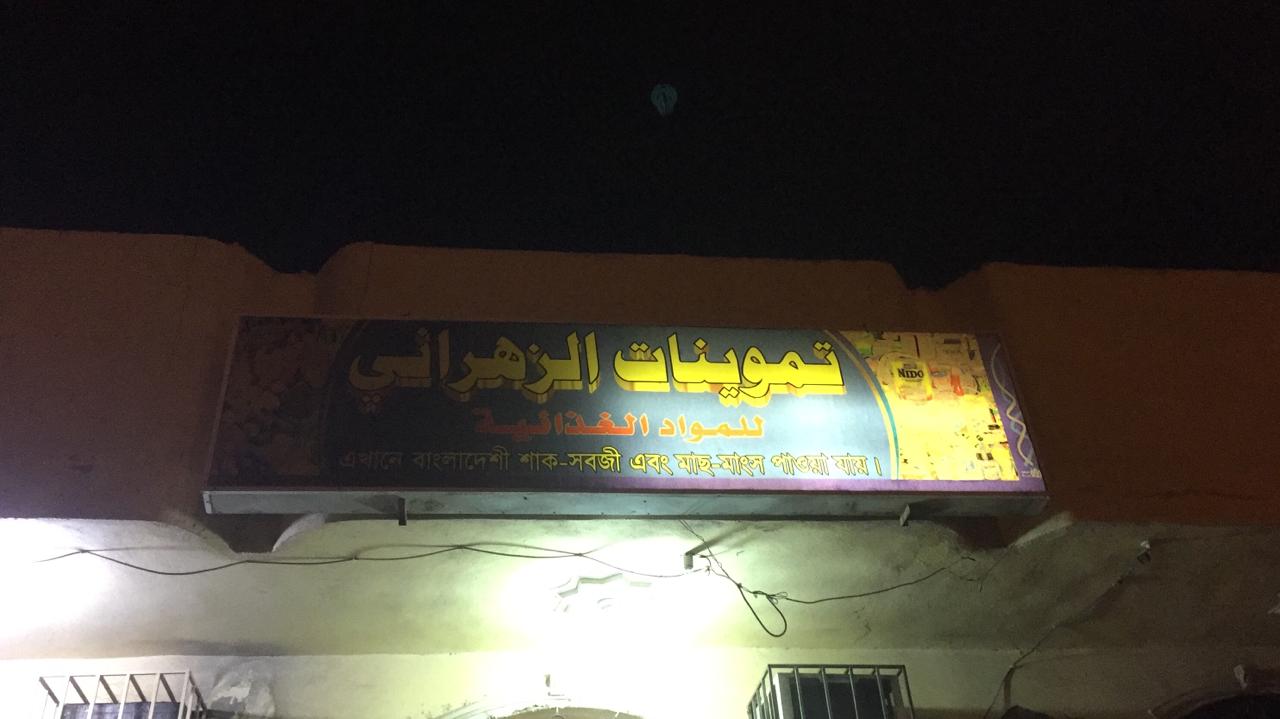 تموينات الزهراني
للمواد الغذائية
এখানে বাংলাদেশী শাক-সবজী এবং মাছ-মাংস পাওয়া যায়।
NIDO